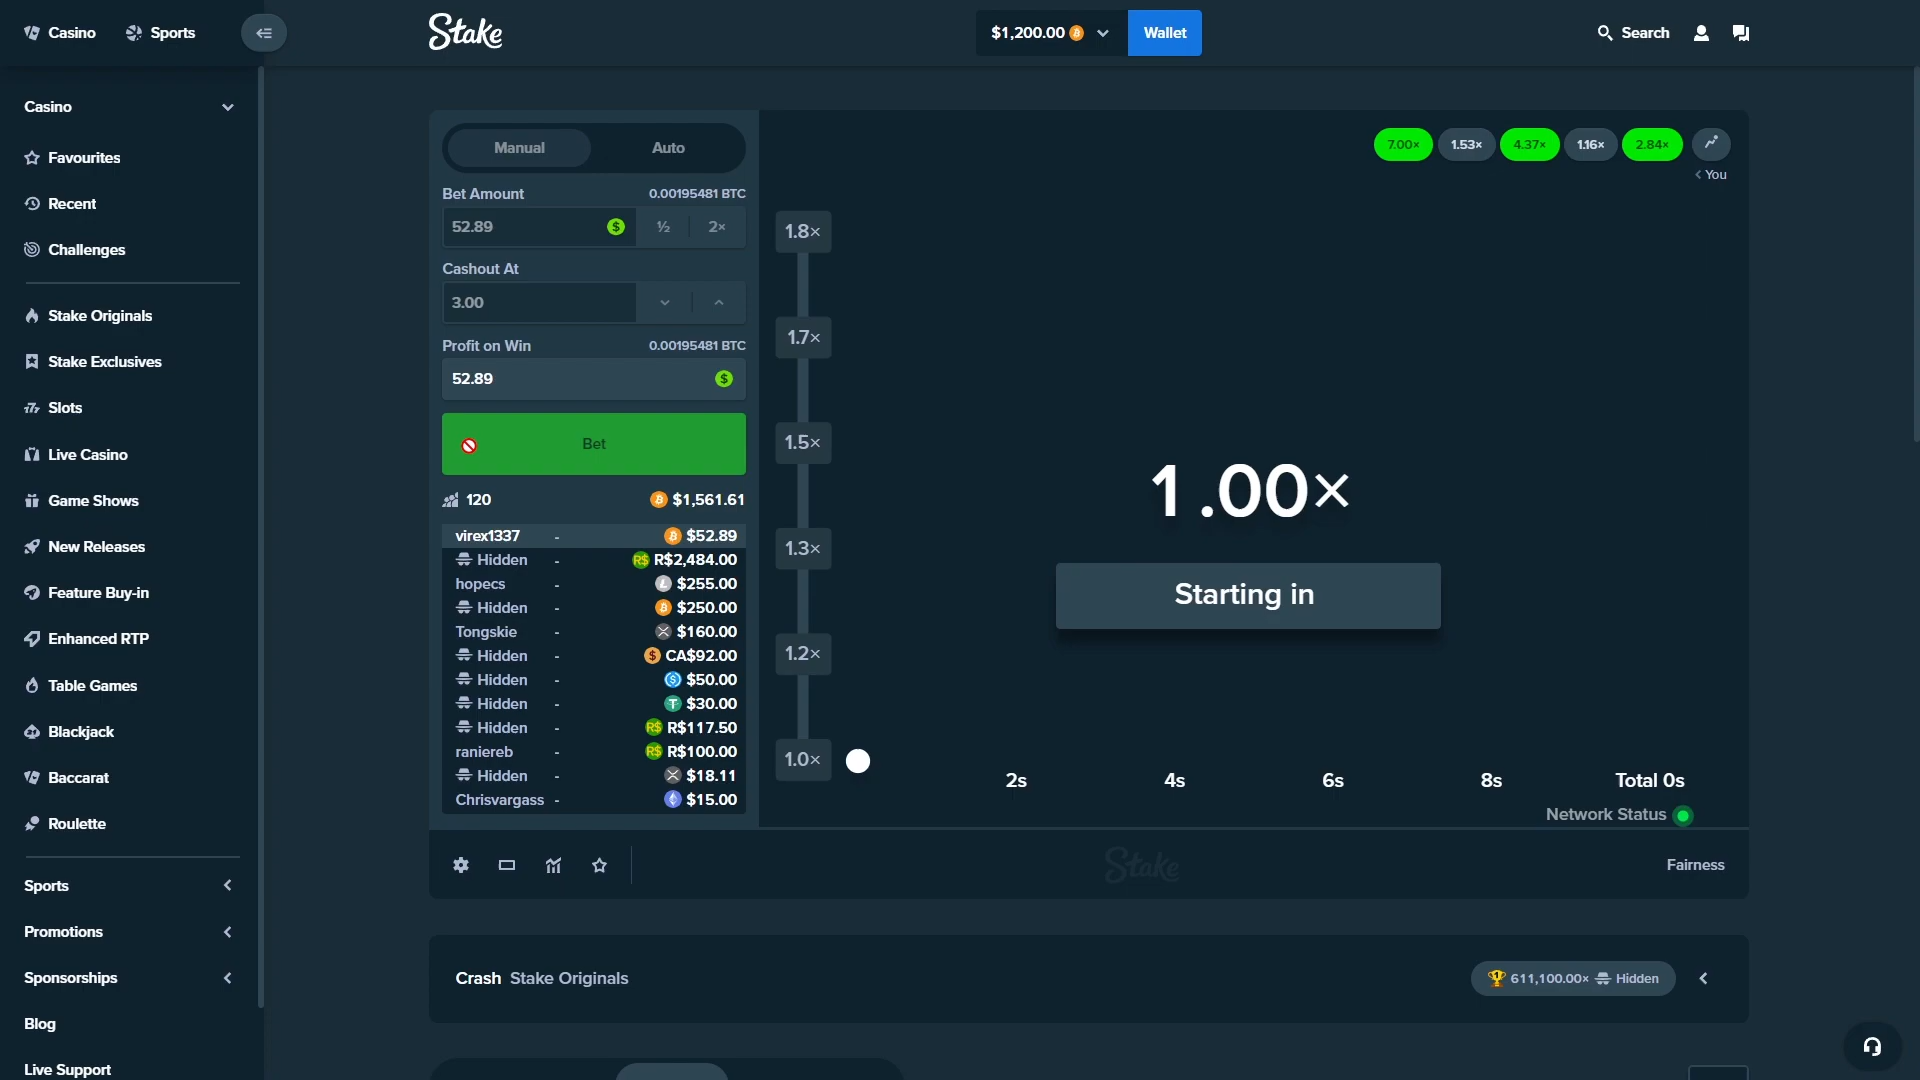 Casino
Sports
Stake
$1,200.00
Wallet
Search
Casino
Favourites
Recent
Challenges
Stake Originals
Stake Exclusives
Slots
Live Casino
Game Shows
New Releases
Feature Buy-in
Enhanced RTP
Table Games
Blackjack
Baccarat
Roulette
Sports
Promotions
Sponsorships
Blog
Live Support
Manual
Auto
Bet Amount
0.00195481 BTC
52.89
½
2×
Cashout At
3.00
Profit on Win
0.00195481 BTC
52.89
Bet
120
$1,561.61
virex1337 - $52.89
Hidden - R$ R$2,484.00
hopecs - $255.00
Hidden - $250.00
Tongskie - $160.00
Hidden - CA$92.00
Hidden - $50.00
Hidden - $30.00
Hidden - R$ R$117.50
raniereb - R$ R$100.00
Hidden - $18.11
Chrisvargass - $15.00
7.00×
1.53×
4.37×
1.16×
2.84×
You
1.8×
1.7×
1.5×
1.3×
1.2×
1.0×
1.00×
Starting in
2s
4s
6s
8s
Total 0s
Network Status
Stake
Fairness
Crash Stake Originals
611,100.00× Hidden